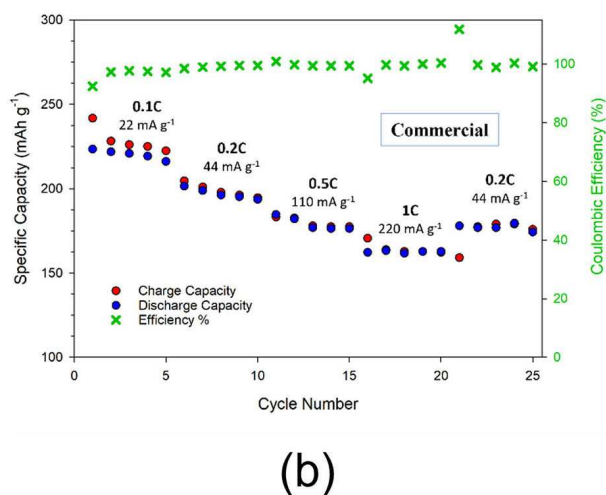 300
250
200
150
100
0
5
10
15
20
25
100
80
60
40
20
0
Specific Capacity (mAh g⁻¹)
Coulombic Efficiency (%)
Cycle Number
0.1C
22 mA g⁻¹
0.2C
44 mA g⁻¹
0.5C
110 mA g⁻¹
1C
220 mA g⁻¹
0.2C
44 mA g⁻¹
Commercial
Charge Capacity
Discharge Capacity
Efficiency %
(b)